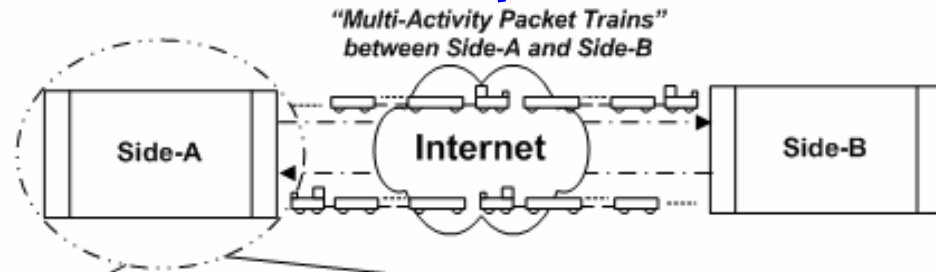 "Multi-Activity Packet Trains"
between Side-A and Side-B
Side-A
Internet
Side-B